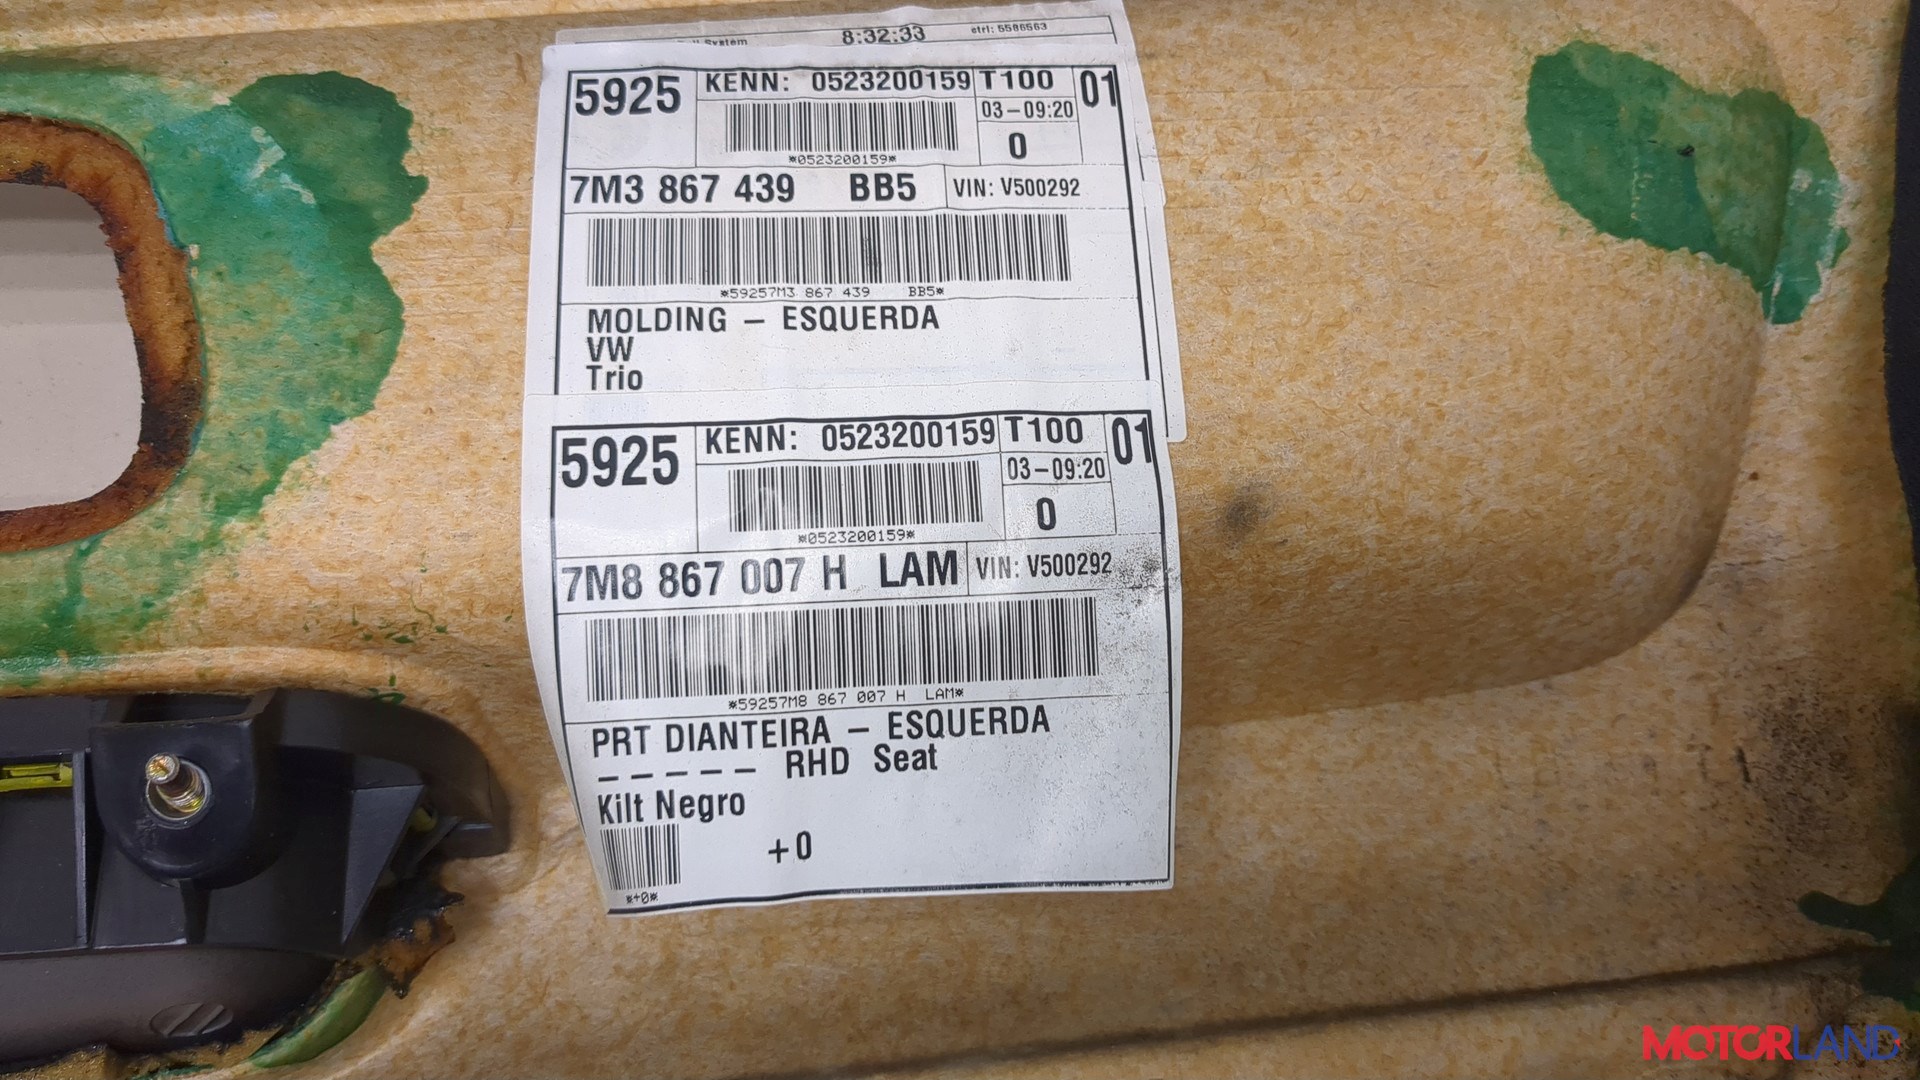 System 8:32:33 ctrl: 5586563
5925 KENN: 0523200159 T100 01
03-09:20
*0523200159* 0
7M3 867 439 BB5 VIN: V500292
*59257M3 867 439 BB5*
MOLDING - ESQUERDA
VW
Trio
5925 KENN: 0523200159 T100 01
03-09:20
*0523200159* 0
7M8 867 007 H LAM VIN: V500292
*59257M8 867 007 H LAM*
PRT DIANTEIRA - ESQUERDA
----- RHD Seat
Kilt Negro
+0
*+0*
MOTORLAND